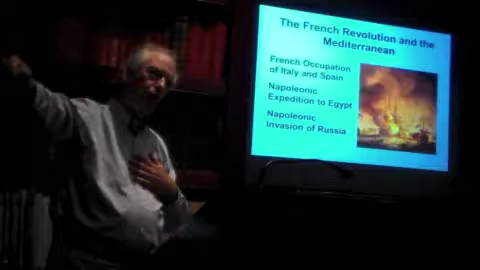 The French Revolution and the
Mediterranean
French Occupation
of Italy and Spain
Napoleonic
Expedition to Egypt
Napoleonic
Invasion of Russia